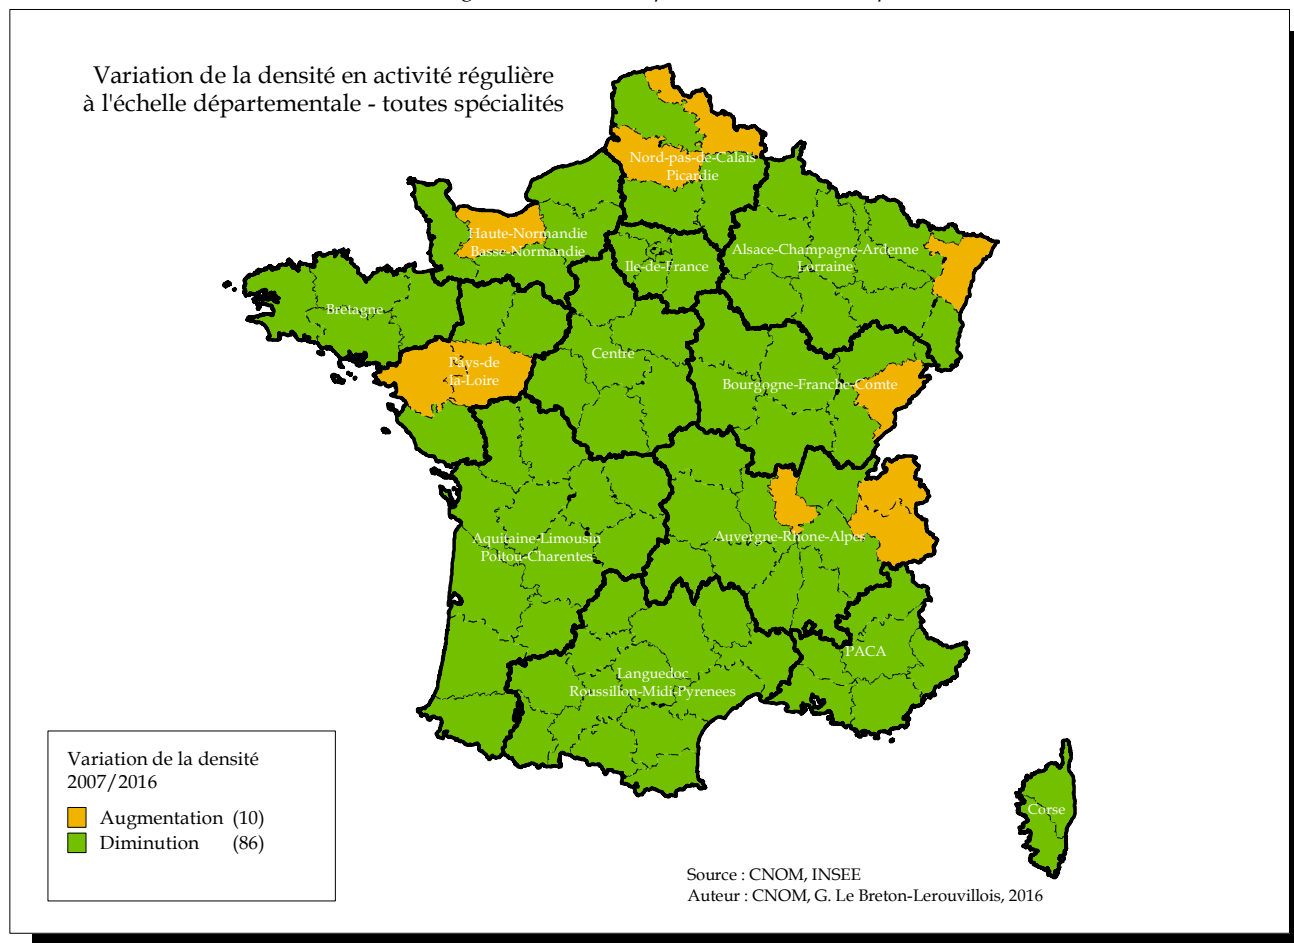 Variation de la densité en activité régulière
à l'échelle départementale - toutes spécialités
Nord-pas-de-Calais
Picardie
Haute-Normandie
Basse-Normandie
Ile-de-France
Alsace-Champagne-Ardenne
Lorraine
Bretagne
Pays-de
la-Loire
Centre
Bourgogne-Franche-Comte
Aquitaine-Limousin
Poitou-Charentes
Auvergne-Rhone-Alpes
PACA
Languedoc
Roussillon-Midi-Pyrenees
Corse
Variation de la densité
2007/2016
Augmentation (10)
Diminution (86)
Source : CNOM, INSEE
Auteur : CNOM, G. Le Breton-Lerouvillois, 2016